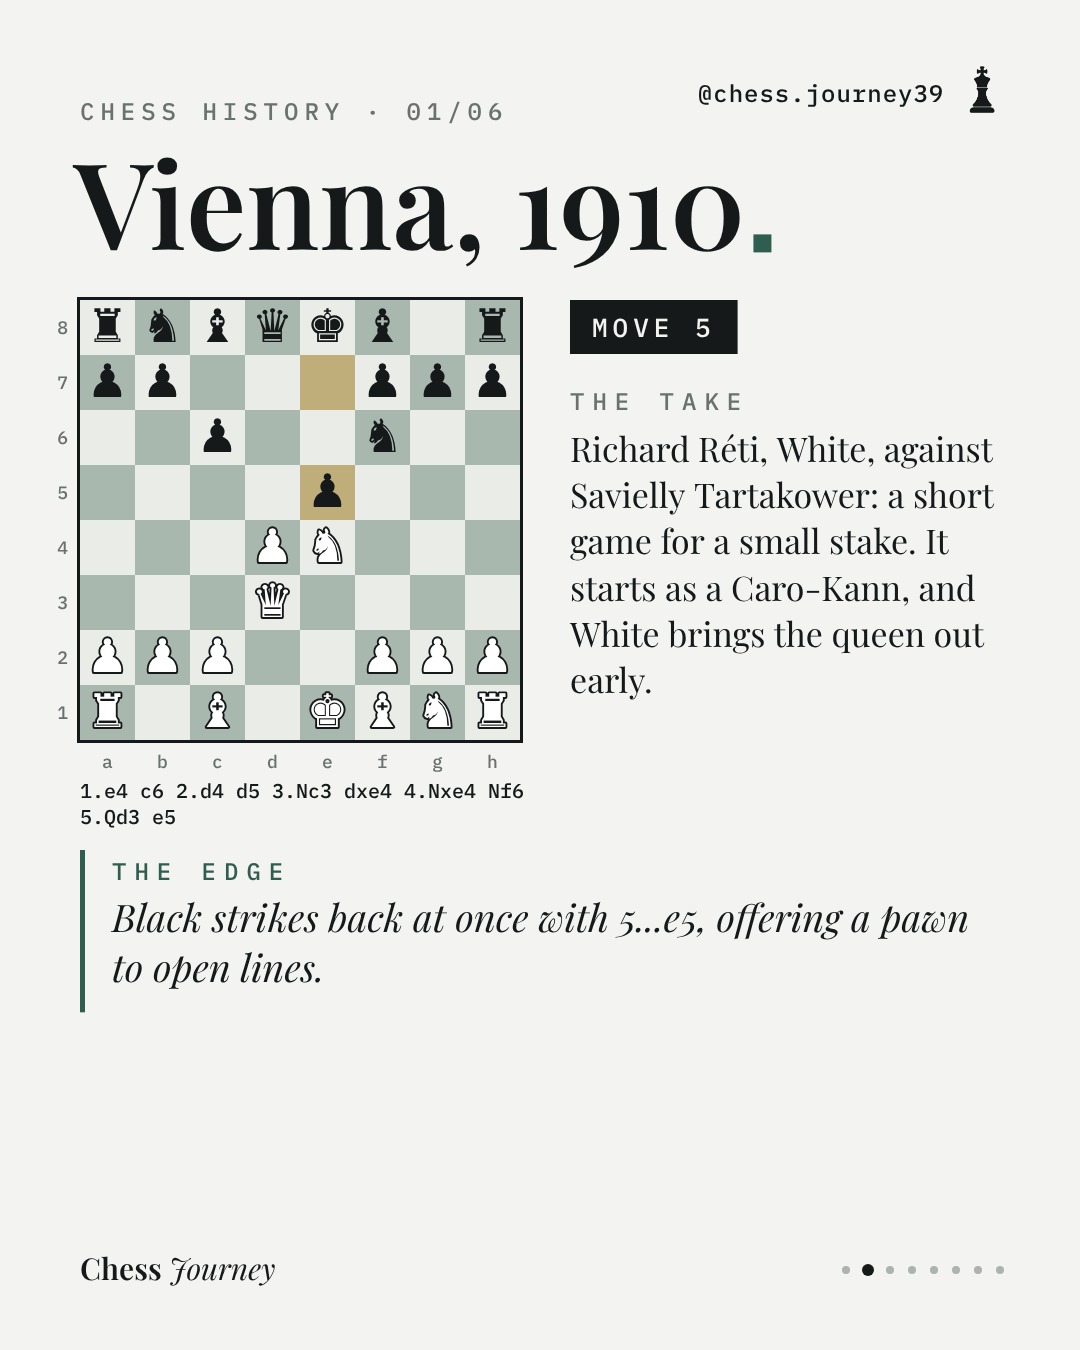 CHESS HISTORY · 01/06
@chess.journey39
Vienna, 1910.
8
7
6
5
4
3
2
1
a b c d e f g h
1.e4 c6 2.d4 d5 3.Nc3 dxe4 4.Nxe4 Nf6
5.Qd3 e5
MOVE 5
THE TAKE
Richard Réti, White, against
Savielly Tartakower: a short
game for a small stake. It
starts as a Caro-Kann, and
White brings the queen out
early.
THE EDGE
Black strikes back at once with 5...e5, offering a pawn
to open lines.
Chess Journey